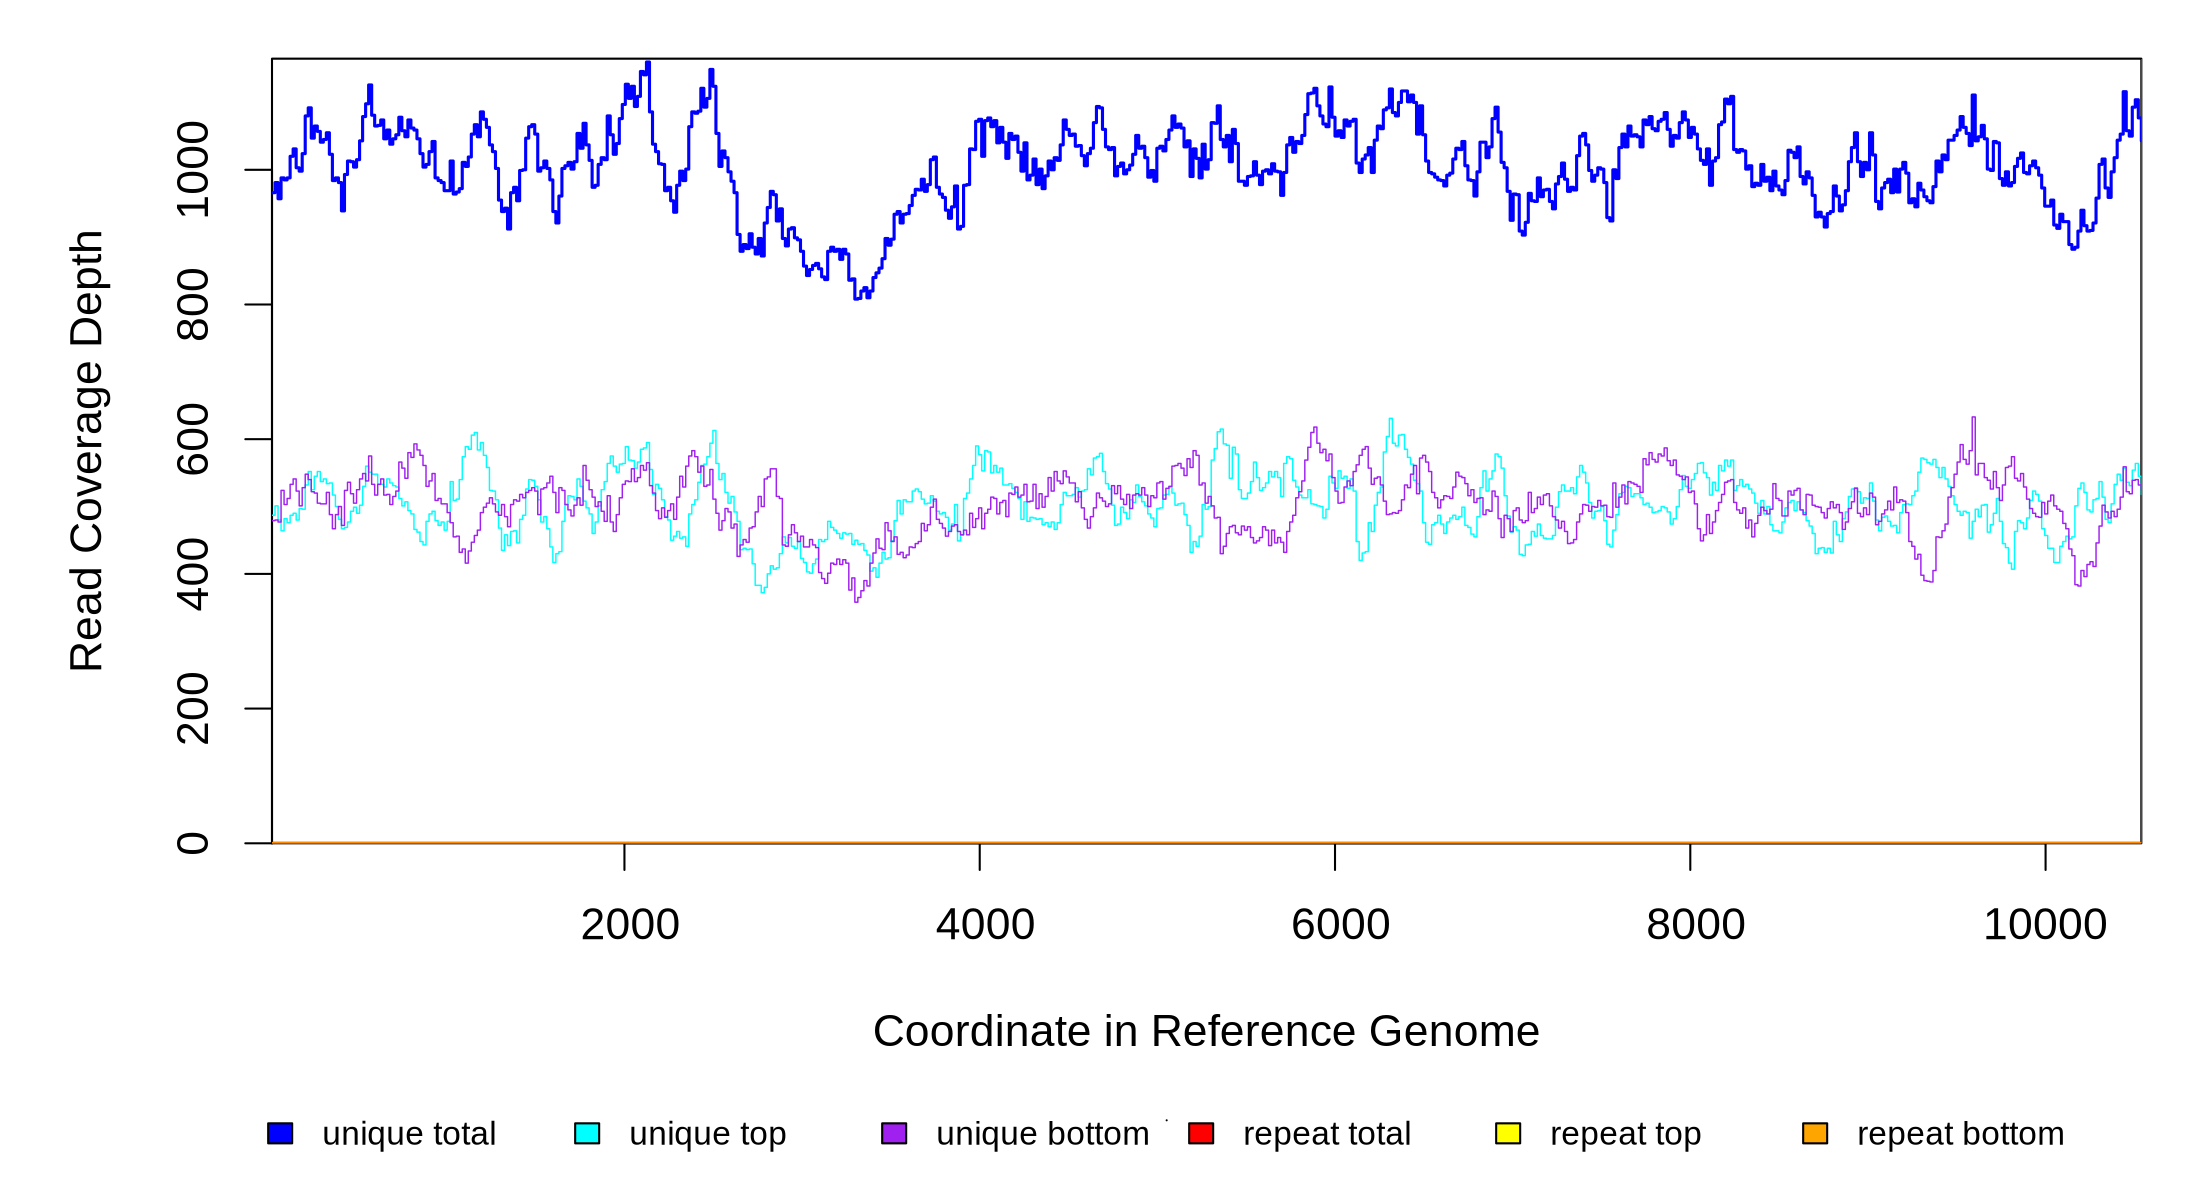 1000
800
600
400
200
0
Read Coverage Depth
2000 4000 6000 8000 10000
Coordinate in Reference Genome
unique total unique top unique bottom repeat total repeat top repeat bottom